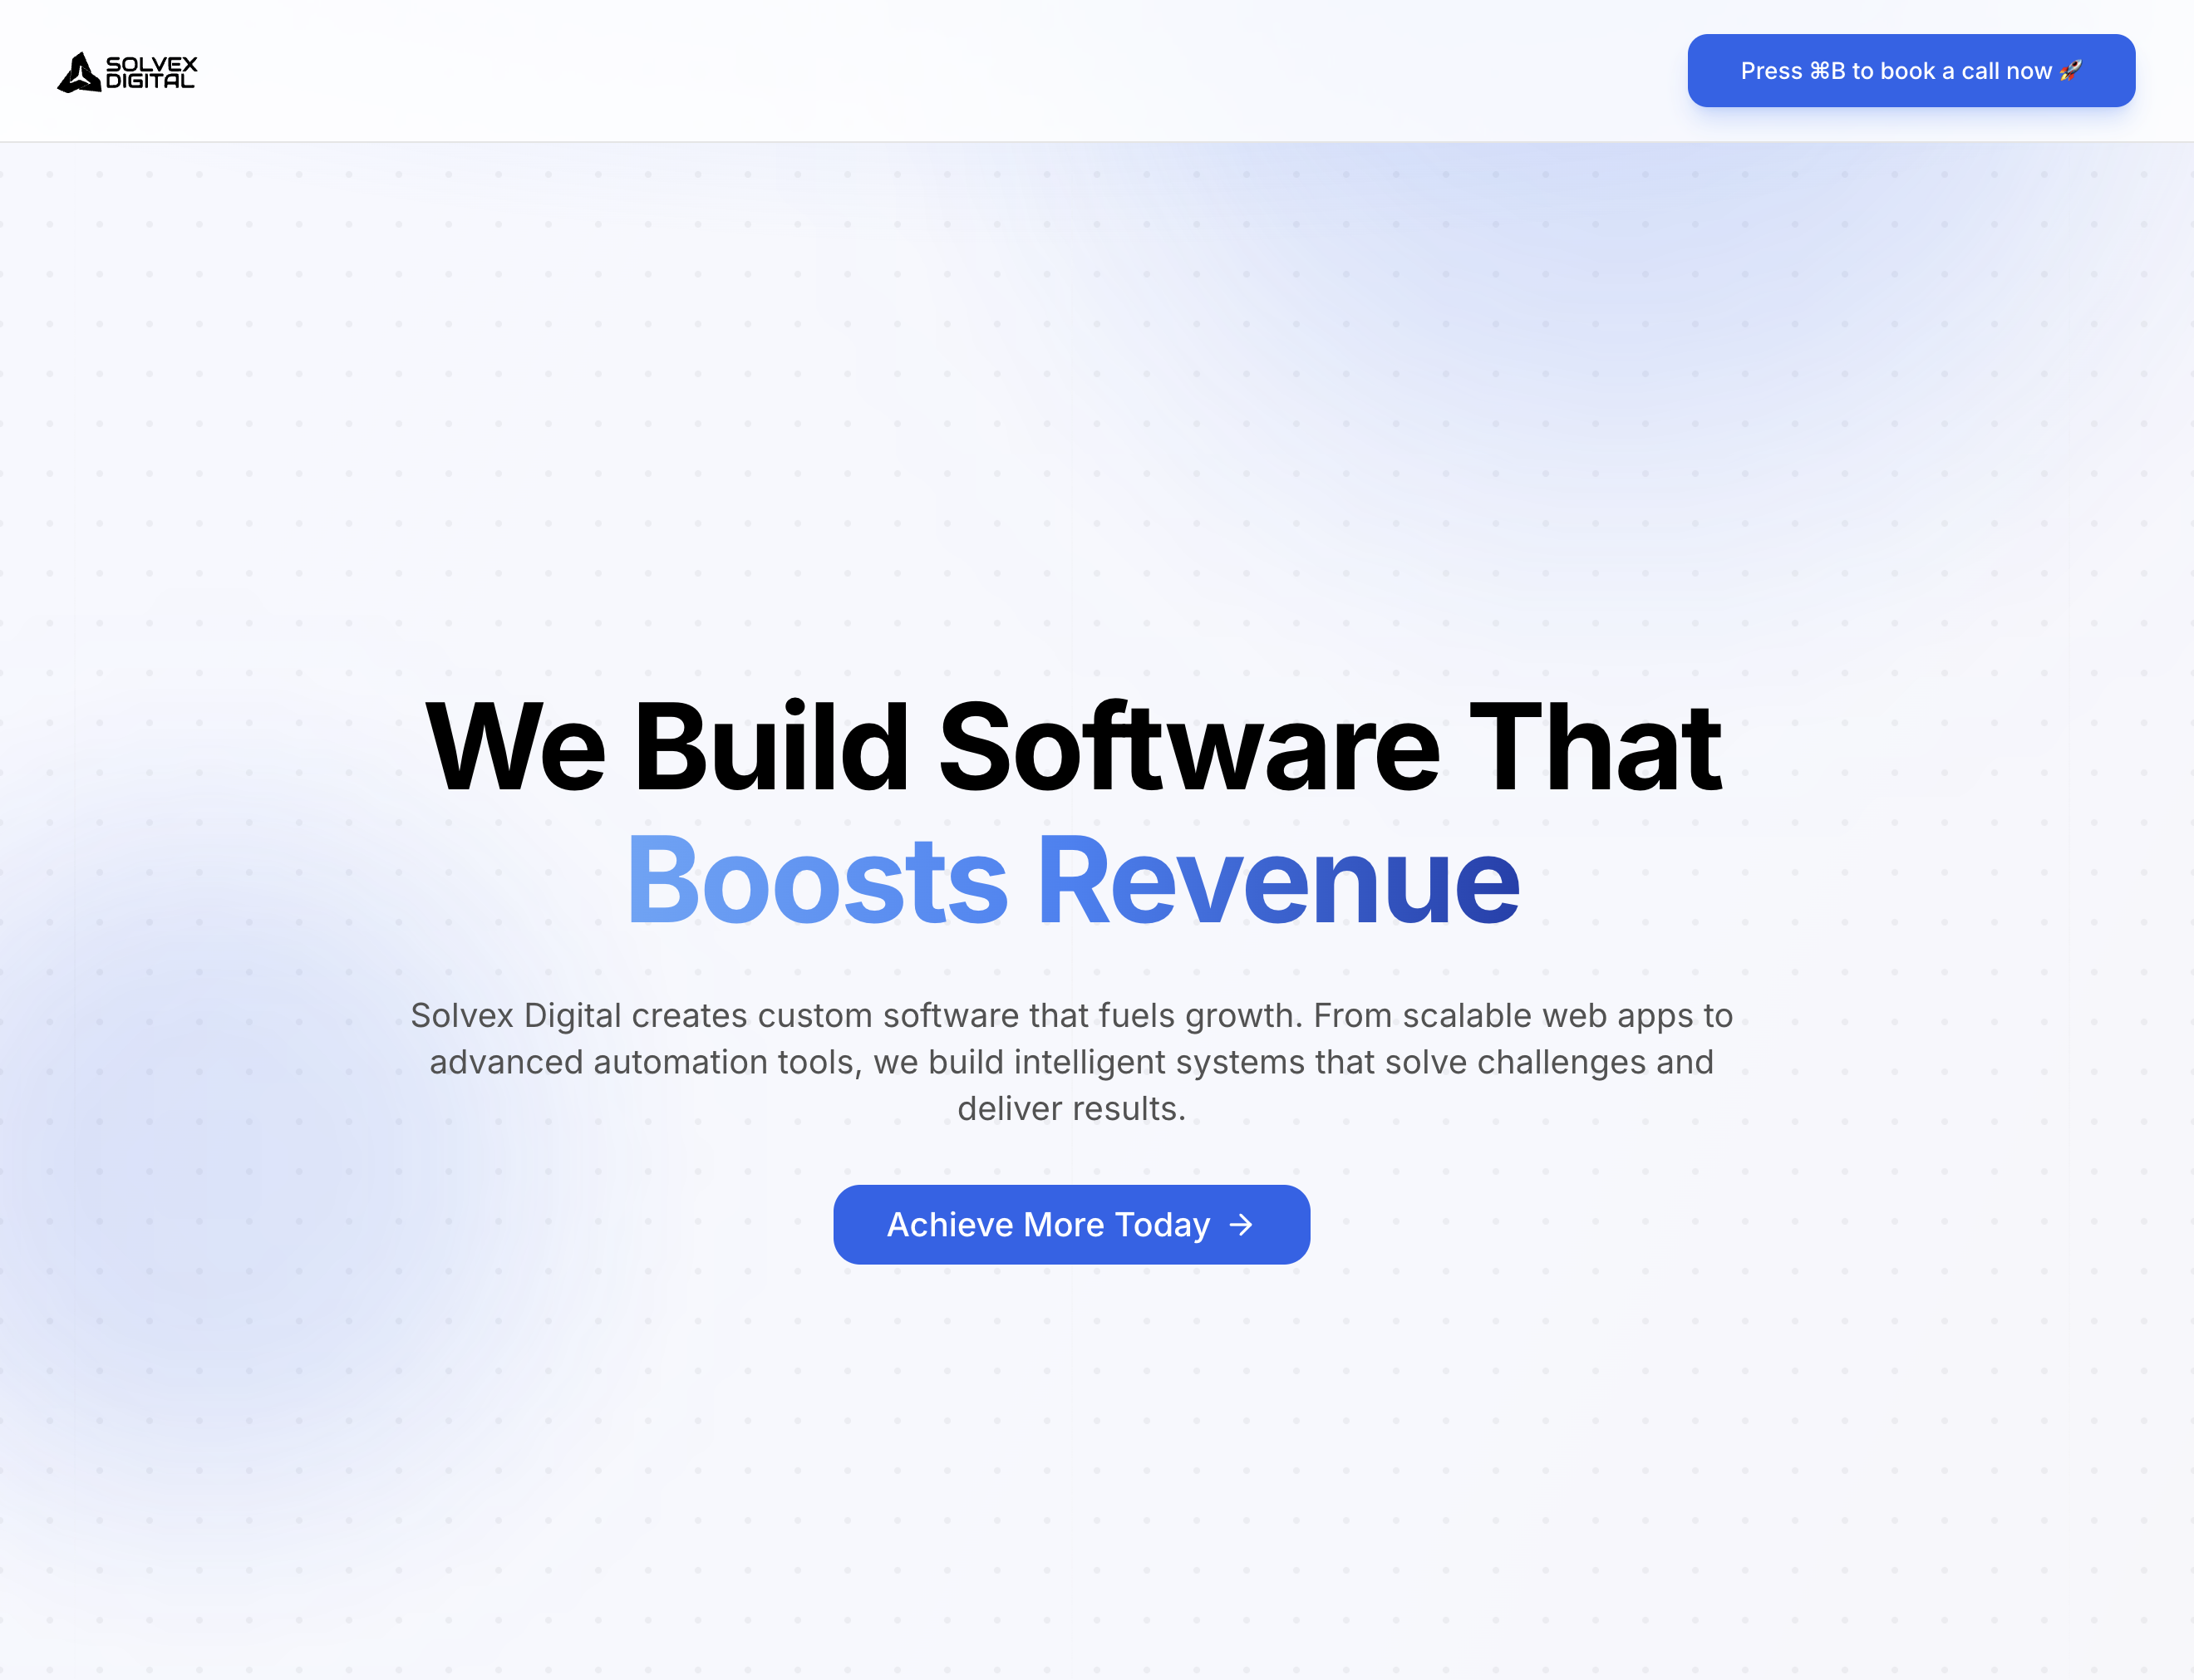 SOLVEX
DIGITAL
Press ⌘B to book a call now 🚀
We Build Software That
Boosts Revenue
Solvex Digital creates custom software that fuels growth. From scalable web apps to
advanced automation tools, we build intelligent systems that solve challenges and
deliver results.
Achieve More Today →